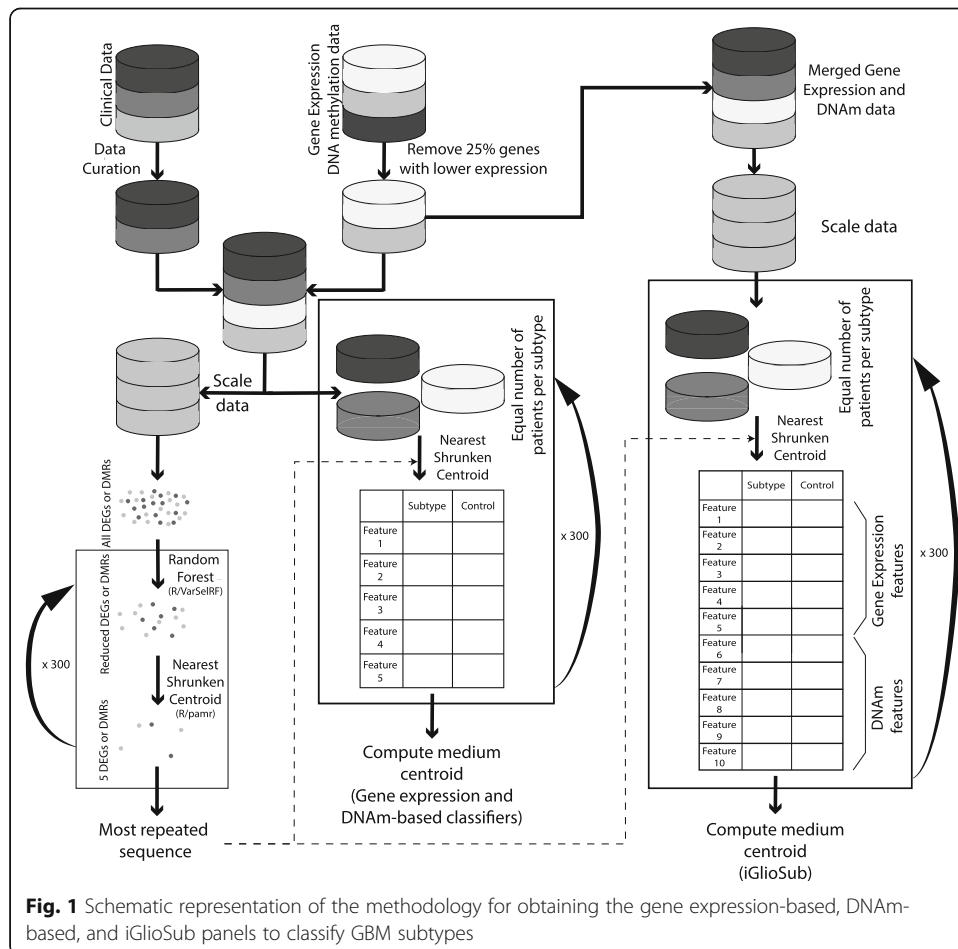 Clinical Data
Data
Curation
Gene Expression
DNA methylation data
Remove 25% genes
with lower expression
Merged Gene
Expression and
DNAm data
Scale data
Scale
data
All DEGs or DMRs
Random
Forest
(R/VarSelRF)
Reduced DEGs or DMRs
x 300
Nearest
Shrunken
Centroid
(R/pamr)
5 DEGs or DMRs
Most repeated
sequence
Equal number of
patients per subtype
Nearest
Shrunken
Centroid
Subtype Control
Feature
1
Feature
2
Feature
3
Feature
4
Feature
5
x 300
Compute medium
centroid
(Gene expression and
DNAm-based classifiers)
Equal number of
patients per subtype
Nearest
Shrunken
Centroid
Subtype Control
Feature
1
Feature
2
Feature
3
Feature
4
Feature
5
Feature
6
Feature
7
Feature
8
Feature
9
Feature
10
Gene Expression
features
DNAm
features
x 300
Compute medium
centroid
(iGlioSub)
Fig. 1 Schematic representation of the methodology for obtaining the gene expression-based, DNAm-
based, and iGlioSub panels to classify GBM subtypes